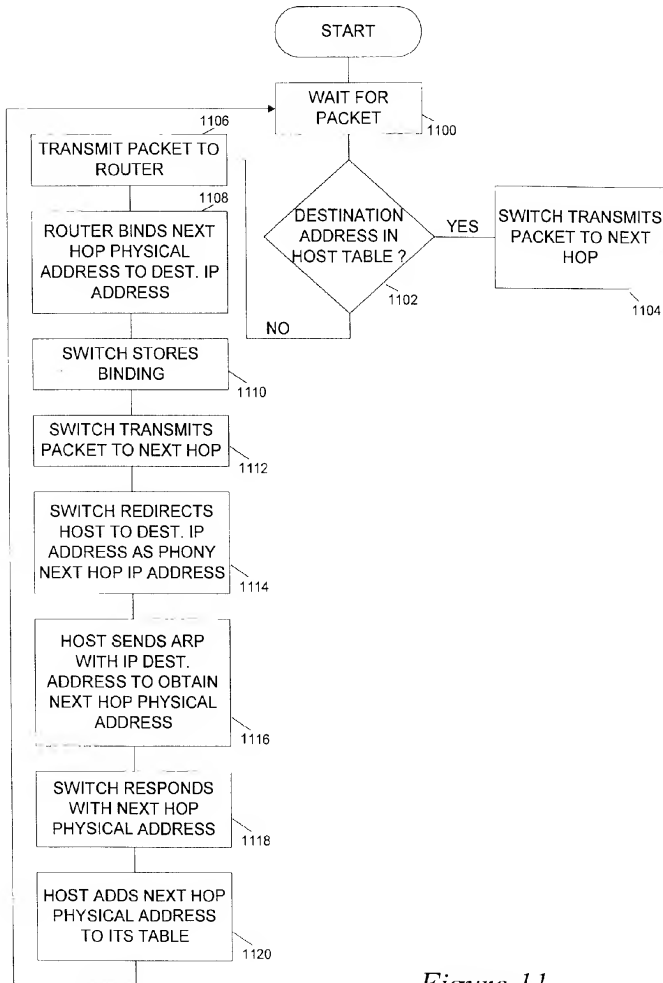 START
WAIT FOR
PACKET
1100
DESTINATION
ADDRESS IN
HOST TABLE ?
1102
YES
SWITCH TRANSMITS
PACKET TO NEXT
HOP
1104
NO
1106
TRANSMIT PACKET TO
ROUTER
1108
ROUTER BINDS NEXT
HOP PHYSICAL
ADDRESS TO DEST. IP
ADDRESS
SWITCH STORES
BINDING
1110
SWITCH TRANSMITS
PACKET TO NEXT HOP
1112
SWITCH REDIRECTS
HOST TO DEST. IP
ADDRESS AS PHONY
NEXT HOP IP ADDRESS
1114
HOST SENDS ARP
WITH IP DEST.
ADDRESS TO OBTAIN
NEXT HOP PHYSICAL
ADDRESS
1116
SWITCH RESPONDS
WITH NEXT HOP
PHYSICAL ADDRESS
1118
HOST ADDS NEXT HOP
PHYSICAL ADDRESS
TO ITS TABLE
1120
Figure 11